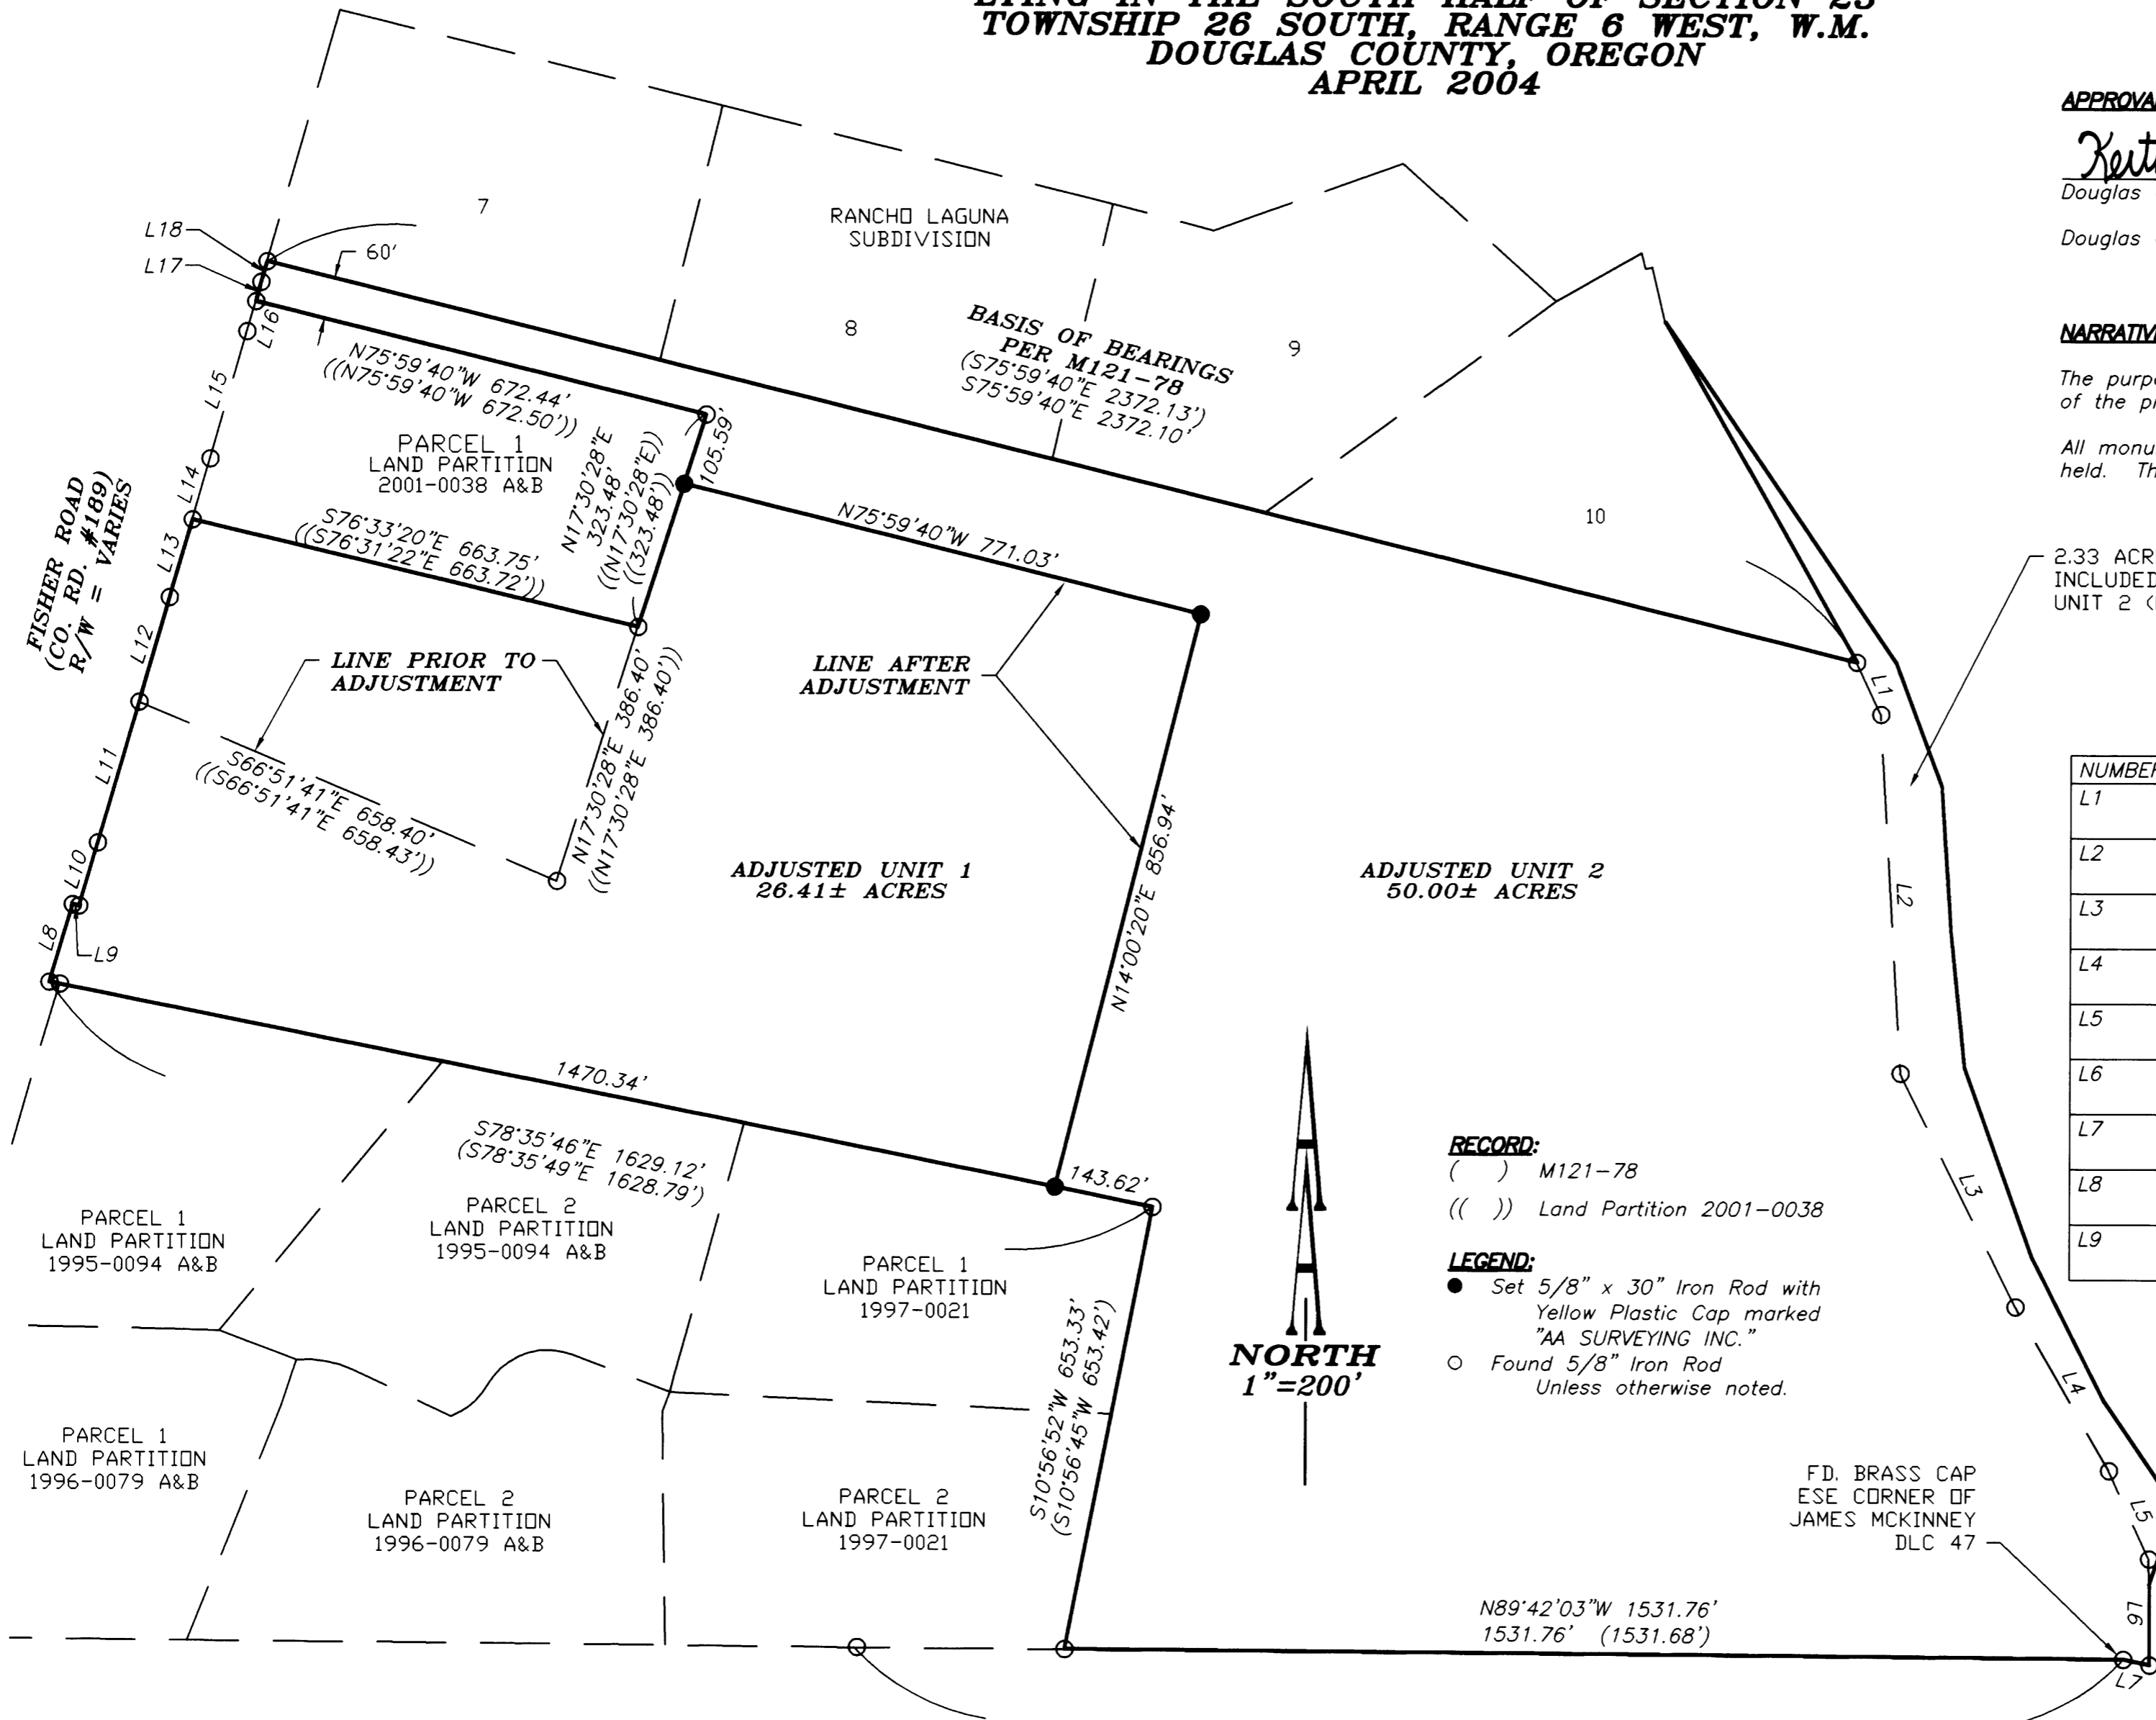 TOWNSHIP 26 SOUTH, RANGE 6 WEST, W.M.
DOUGLAS COUNTY, OREGON
APRIL 2004
7
RANCHO LAGUNA
SUBDIVISION
8
9
10
L18
L17
60'
L16
L15
L14
L13
L12
L11
L10
L9
L8
FISHER ROAD
(CO. RD. #189)
R/W = VARIES
N75°59'40"W 672.44'
((N75°59'40"W 672.50'))
PARCEL 1
LAND PARTITION
2001-0038 A&B
N17°30'28"E
323.48'
((N17°30'28"E))
((323.48'))
105.59'
BASIS OF BEARINGS
PER M121-78
(S75°59'40"E 2372.13')
S75°59'40"E 2372.10'
S76°33'20"E 663.75'
((S76°31'22"E 663.72'))
N75°59'40"W 771.03'
LINE PRIOR TO
ADJUSTMENT
LINE AFTER
ADJUSTMENT
S66°51'41"E 658.40'
((S66°51'41"E 658.43'))
N17°30'28"E 386.40'
((N17°30'28"E 386.40'))
ADJUSTED UNIT 1
26.41± ACRES
N14°00'20"E 856.94'
ADJUSTED UNIT 2
50.00± ACRES
1470.34'
S78°35'46"E 1629.12'
(S78°35'49"E 1628.79')
143.62'
PARCEL 1
LAND PARTITION
1995-0094 A&B
PARCEL 2
LAND PARTITION
1995-0094 A&B
PARCEL 1
LAND PARTITION
1997-0021
PARCEL 1
LAND PARTITION
1996-0079 A&B
PARCEL 2
LAND PARTITION
1996-0079 A&B
PARCEL 2
LAND PARTITION
1997-0021
S10°56'52"W 653.33'
(S10°56'45"W 653.42')
NORTH
1"=200'
RECORD:
( ) M121-78
(( )) Land Partition 2001-0038
LEGEND:
Set 5/8" x 30" Iron Rod with
Yellow Plastic Cap marked
"AA SURVEYING INC."
Found 5/8" Iron Rod
Unless otherwise noted.
FD. BRASS CAP
ESE CORNER OF
JAMES MCKINNEY
DLC 47
N89°42'03"W 1531.76'
1531.76' (1531.68')
L1
L2
L3
L4
L5
L6
L7
Douglas
Douglas
The
of the
All
held.
2.33
INCLUDED
UNIT 2
L1
L2
L3
L4
L5
L6
L7
L8
L9